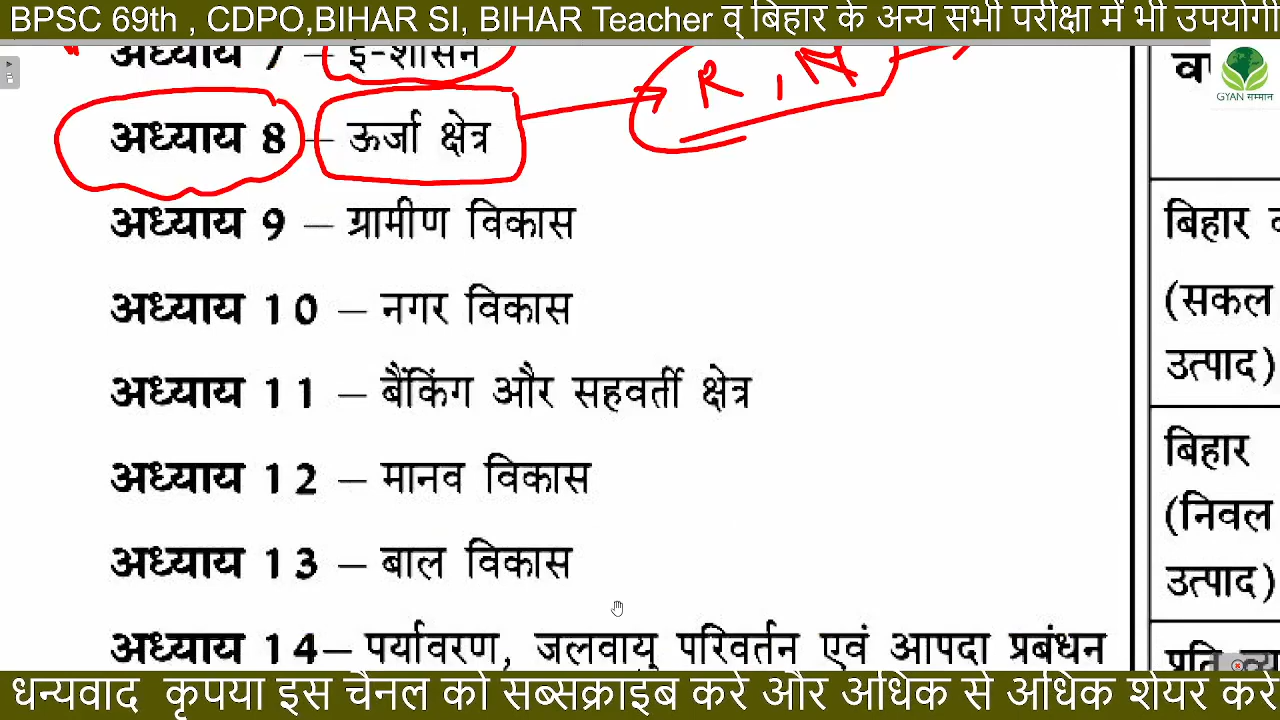 BPSC 69th , CDPO,BIHAR SI, BIHAR Teacher व् बिहार के अन्य सभी परीक्षा में भी उपयोगी
अध्याय 7 – ई-शासन
R, N
GYAN सम्मान
अध्याय 8 – ऊर्जा क्षेत्र
अध्याय 9 – ग्रामीण विकास
अध्याय 10 – नगर विकास
अध्याय 11 – बैंकिंग और सहवर्ती क्षेत्र
अध्याय 12 – मानव विकास
अध्याय 13 – बाल विकास
अध्याय 14– पर्यावरण, जलवायु परिवर्तन एवं आपदा प्रबंधन
बिहार
(सकल
उत्पाद)
बिहार
(निवल
उत्पाद)
धन्यवाद कृपया इस चैनल को सब्सक्राइब करे और अधिक से अधिक शेयर करे